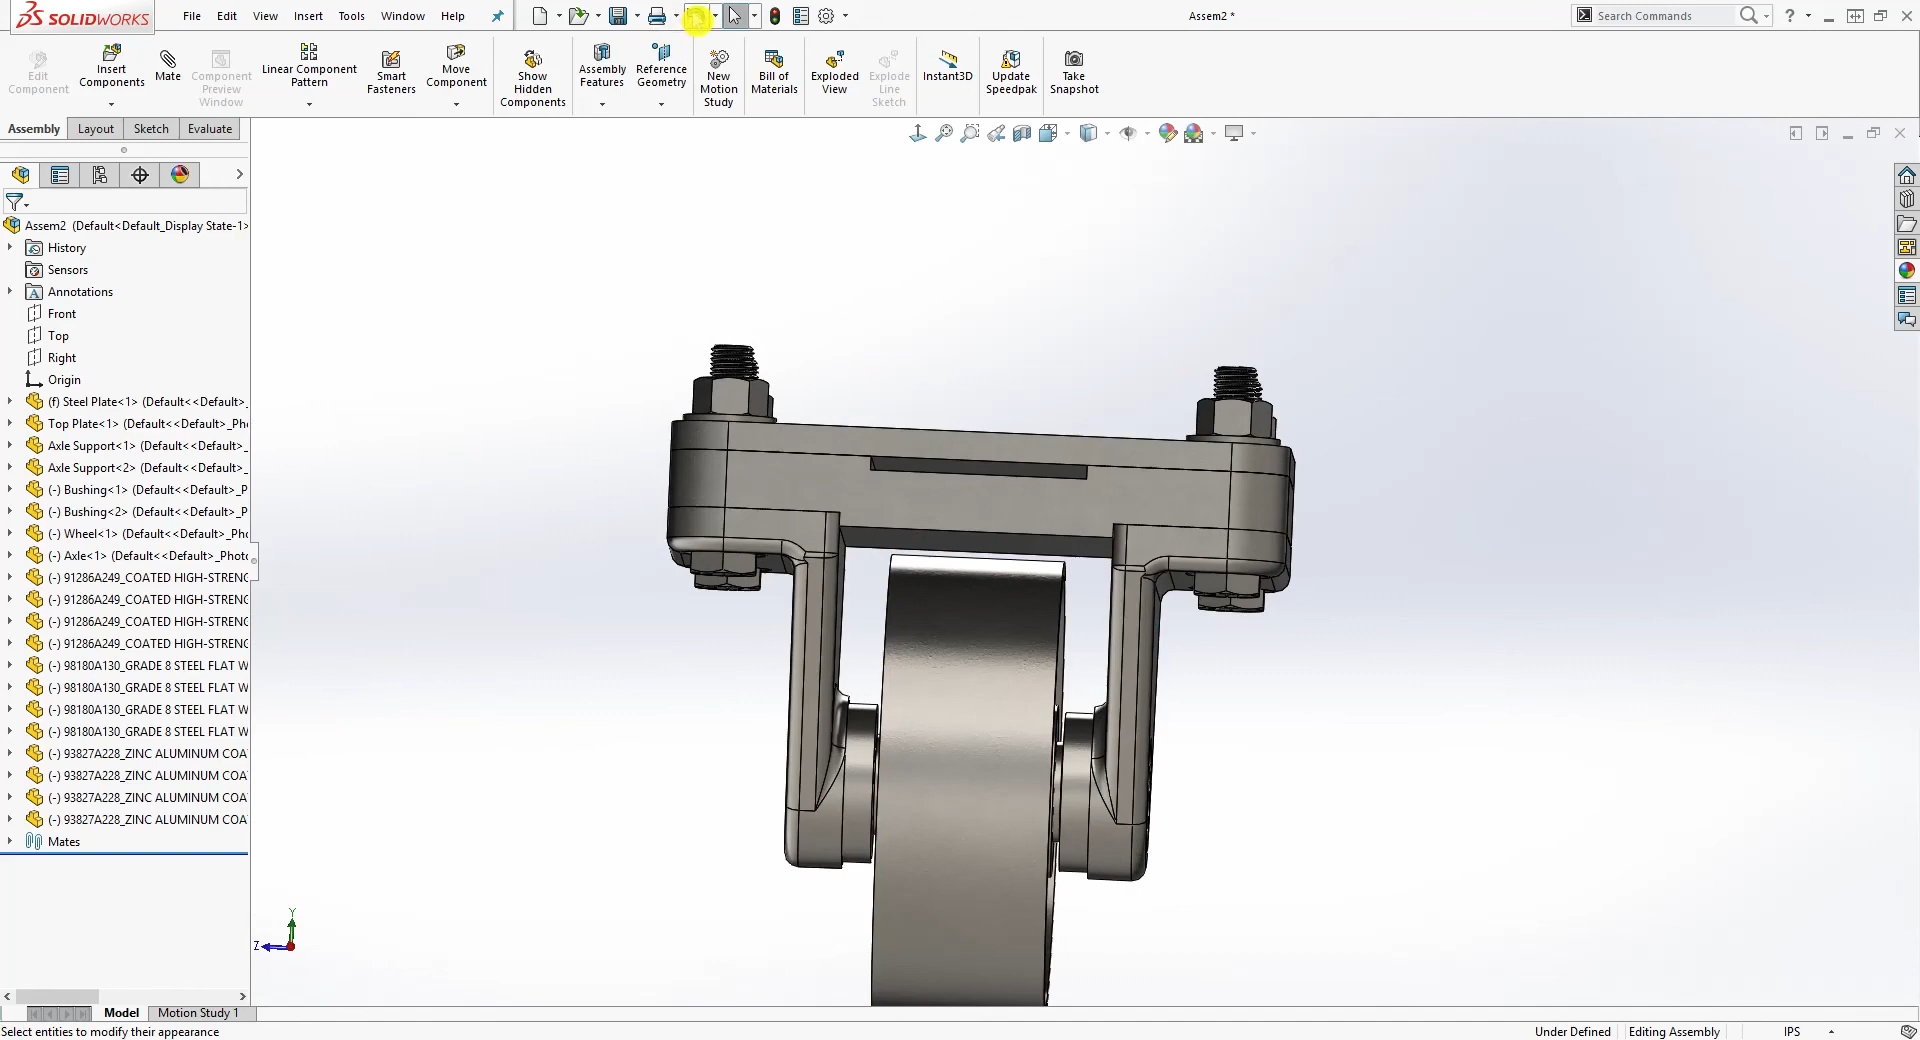 SOLIDWORKS
File Edit View Insert Tools Window Help
Assem2 *
Search Commands
Edit Component
Insert Components
Mate
Component Preview Window
Linear Component Pattern
Smart Fasteners
Move Component
Show Hidden Components
Assembly Features
Reference Geometry
New Motion Study
Bill of Materials
Exploded View
Explode Line Sketch
Instant3D
Update Speedpak
Take Snapshot
Assembly Layout Sketch Evaluate
Assem2 (Default<Default_Display State-1>
History
Sensors
Annotations
Front
Top
Right
Origin
(f) Steel Plate<1> (Default<<Default>_
Top Plate<1> (Default<<Default>_Pho
Axle Support<1> (Default<<Default>_
Axle Support<2> (Default<<Default>_
(-) Bushing<1> (Default<<Default>_P
(-) Bushing<2> (Default<<Default>_P
(-) Wheel<1> (Default<<Default>_Pho
(-) Axle<1> (Default<<Default>_Photo
(-) 91286A249_COATED HIGH-STRENG
(-) 91286A249_COATED HIGH-STRENG
(-) 91286A249_COATED HIGH-STRENG
(-) 91286A249_COATED HIGH-STRENG
(-) 98180A130_GRADE 8 STEEL FLAT W
(-) 98180A130_GRADE 8 STEEL FLAT W
(-) 98180A130_GRADE 8 STEEL FLAT W
(-) 98180A130_GRADE 8 STEEL FLAT W
(-) 93827A228_ZINC ALUMINUM COA
(-) 93827A228_ZINC ALUMINUM COA
(-) 93827A228_ZINC ALUMINUM COA
(-) 93827A228_ZINC ALUMINUM COA
Mates
Y
Z
Model Motion Study 1
Select entities to modify their appearance
Under Defined Editing Assembly IPS